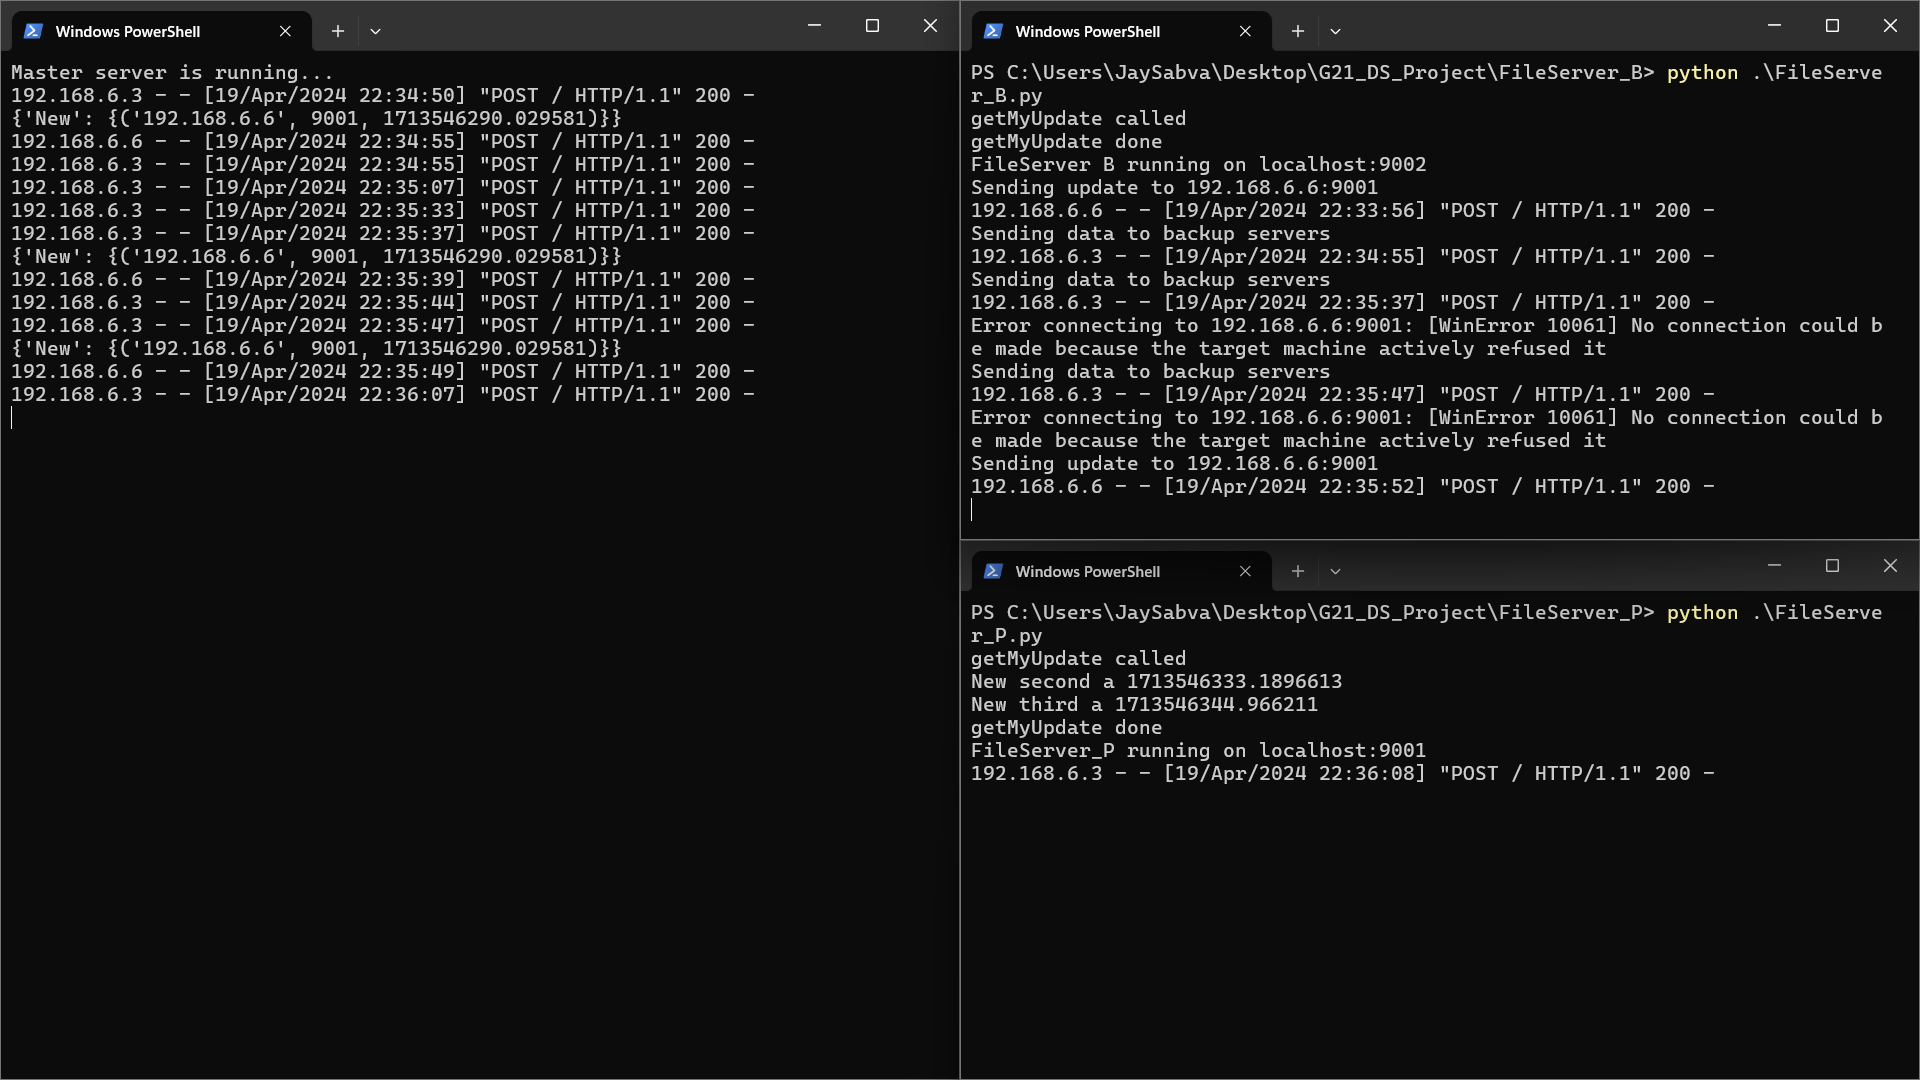 Windows PowerShell
Master server is running...
192.168.6.3 - - [19/Apr/2024 22:34:50] "POST / HTTP/1.1" 200 -
{'New': {('192.168.6.6', 9001, 1713546290.029581)}}
192.168.6.6 - - [19/Apr/2024 22:34:55] "POST / HTTP/1.1" 200 -
192.168.6.3 - - [19/Apr/2024 22:34:55] "POST / HTTP/1.1" 200 -
192.168.6.3 - - [19/Apr/2024 22:35:07] "POST / HTTP/1.1" 200 -
192.168.6.3 - - [19/Apr/2024 22:35:33] "POST / HTTP/1.1" 200 -
192.168.6.3 - - [19/Apr/2024 22:35:37] "POST / HTTP/1.1" 200 -
{'New': {('192.168.6.6', 9001, 1713546290.029581)}}
192.168.6.6 - - [19/Apr/2024 22:35:39] "POST / HTTP/1.1" 200 -
192.168.6.3 - - [19/Apr/2024 22:35:44] "POST / HTTP/1.1" 200 -
192.168.6.3 - - [19/Apr/2024 22:35:47] "POST / HTTP/1.1" 200 -
{'New': {('192.168.6.6', 9001, 1713546290.029581)}}
192.168.6.6 - - [19/Apr/2024 22:35:49] "POST / HTTP/1.1" 200 -
192.168.6.3 - - [19/Apr/2024 22:36:07] "POST / HTTP/1.1" 200 -
Windows PowerShell
PS C:\Users\JaySabva\Desktop\G21_DS_Project\FileServer_B> python .\FileServe
r_B.py
getMyUpdate called
getMyUpdate done
FileServer B running on localhost:9002
Sending update to 192.168.6.6:9001
192.168.6.6 - - [19/Apr/2024 22:33:56] "POST / HTTP/1.1" 200 -
Sending data to backup servers
192.168.6.3 - - [19/Apr/2024 22:34:55] "POST / HTTP/1.1" 200 -
Sending data to backup servers
192.168.6.3 - - [19/Apr/2024 22:35:37] "POST / HTTP/1.1" 200 -
Error connecting to 192.168.6.6:9001: [WinError 10061] No connection could b
e made because the target machine actively refused it
Sending data to backup servers
192.168.6.3 - - [19/Apr/2024 22:35:47] "POST / HTTP/1.1" 200 -
Error connecting to 192.168.6.6:9001: [WinError 10061] No connection could b
e made because the target machine actively refused it
Sending update to 192.168.6.6:9001
192.168.6.6 - - [19/Apr/2024 22:35:52] "POST / HTTP/1.1" 200 -
Windows PowerShell
PS C:\Users\JaySabva\Desktop\G21_DS_Project\FileServer_P> python .\FileServe
r_P.py
getMyUpdate called
New second a 1713546333.1896613
New third a 1713546344.966211
getMyUpdate done
FileServer_P running on localhost:9001
192.168.6.3 - - [19/Apr/2024 22:36:08] "POST / HTTP/1.1" 200 -